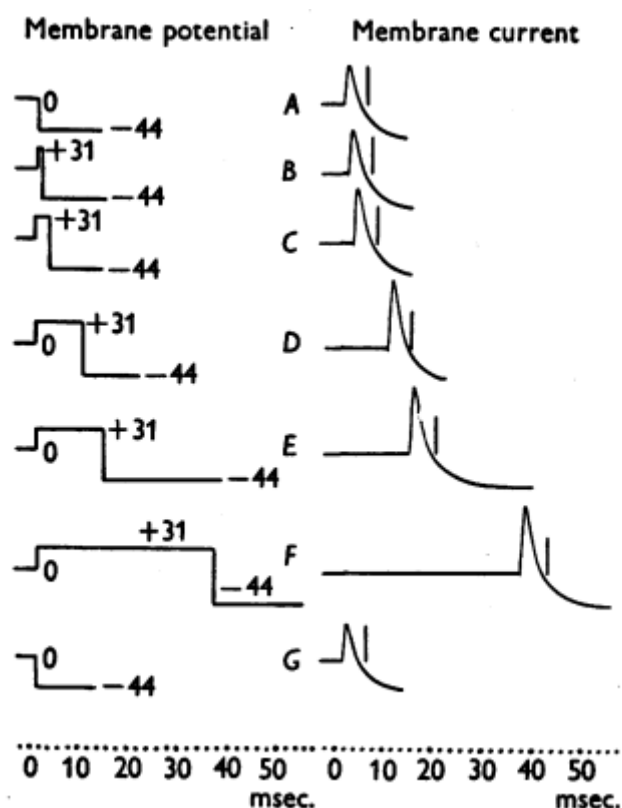 Membrane potential Membrane current
0 A
−44
+31 B
−44
+31 C
−44
+31 D
0
−44
+31 E
0
−44
+31 F
0
−44
0 G
−44
0 10 20 30 40 50 0 10 20 30 40 50
msec. msec.